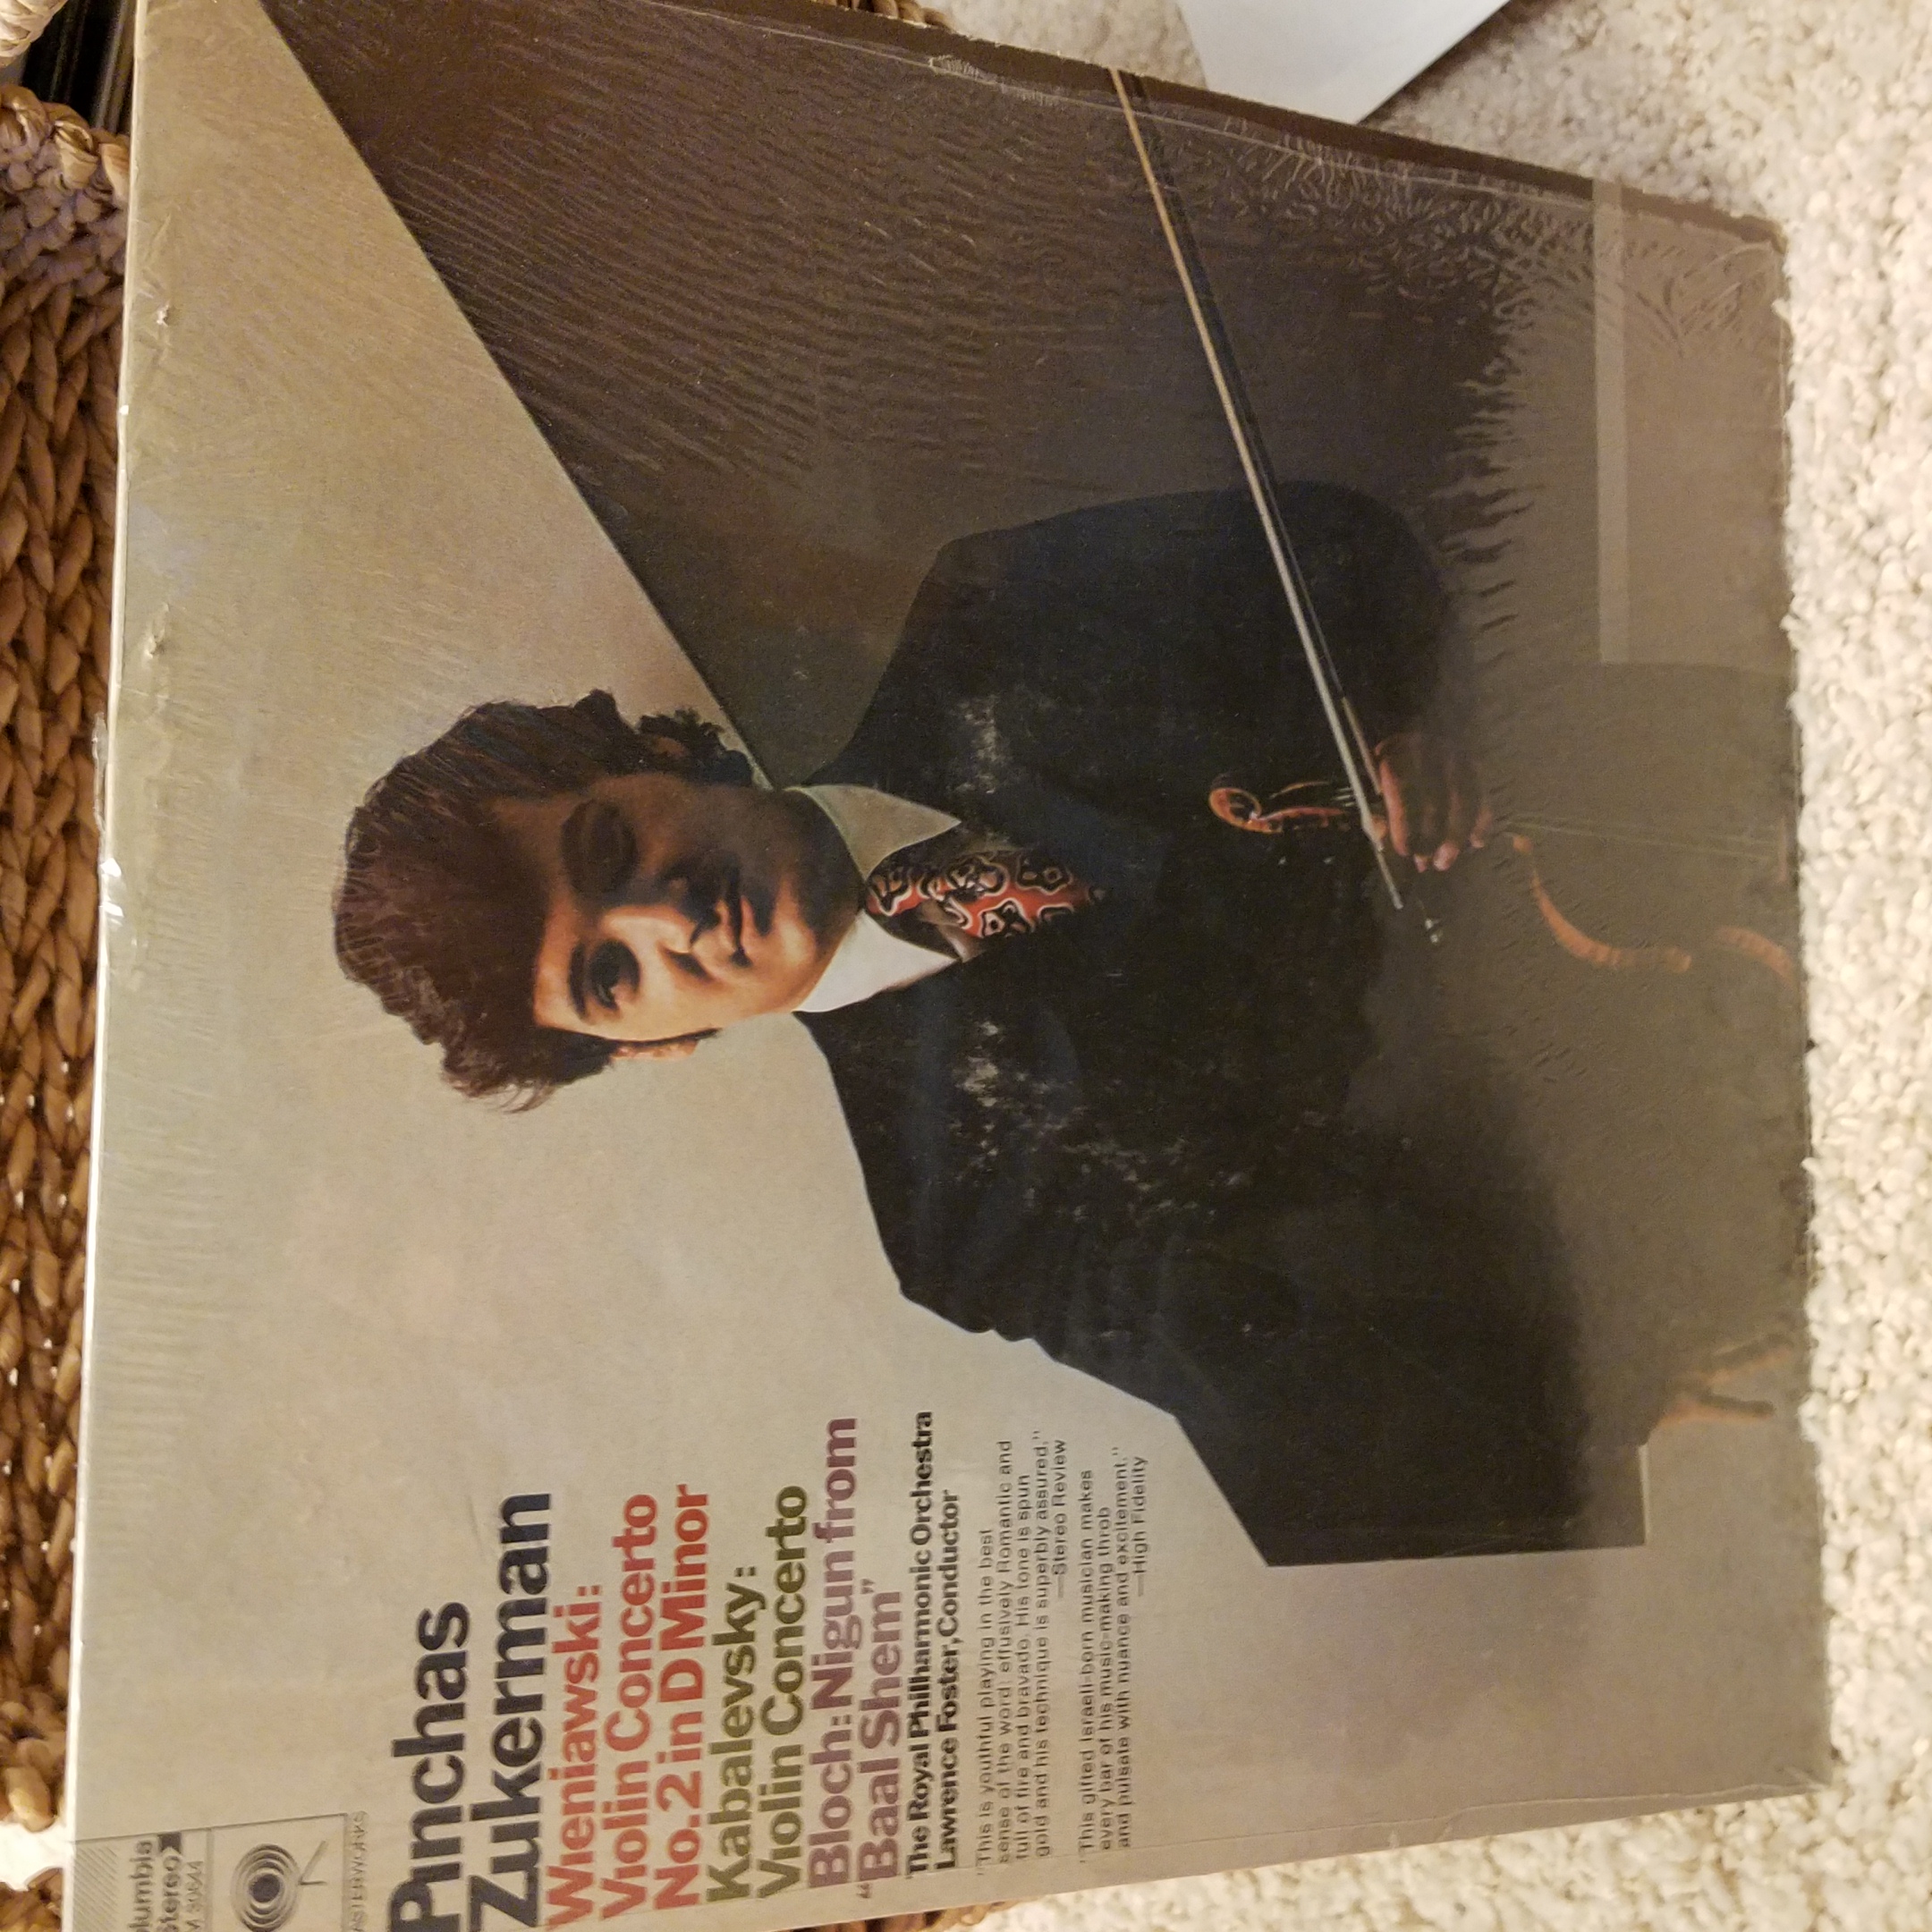 Stereo
Pinchas
Zukerman
Wieniawski:
Violin Concerto
No. 2 in D Minor
Kabalevsky:
Violin Concerto
Bloch: Nigun from
“Baal Shem”
The Royal Philharmonic Orchestra
Lawrence Foster, Conductor
“This is youthful playing in the best
sense of the word: effusively Romantic and
full of fire and bravado. His tone is spun
gold and his technique is superbly assured.”
—Stereo Review
“This gifted Israeli-born musician makes
every bar of his music-making throb
and pulsate with nuance and excitement.”
—High Fidelity